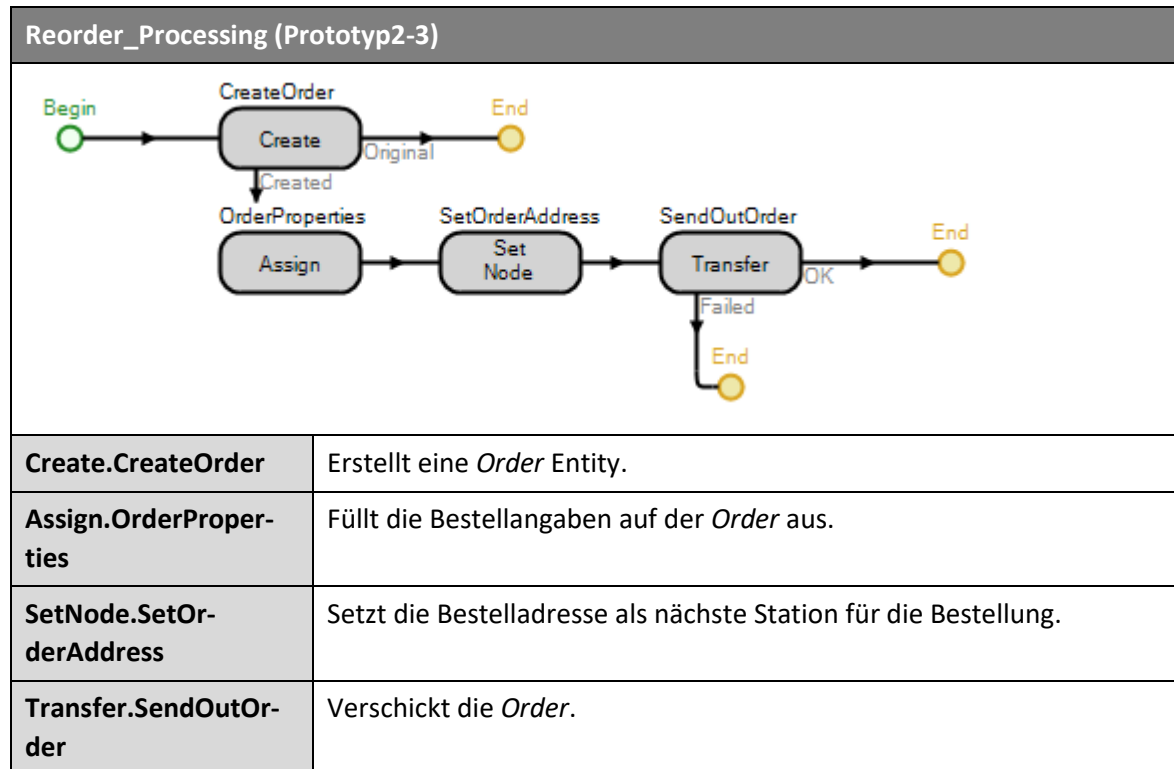 Reorder_Processing (Prototyp2-3)
Begin
CreateOrder
End
Create
Original
Created
OrderProperties
SetOrderAddress
SendOutOrder
End
Assign
Set
Node
Transfer
OK
Failed
End
Create.CreateOrder
Erstellt eine Order Entity.
Assign.OrderProper-
ties
Füllt die Bestellangaben auf der Order aus.
SetNode.SetOr-
derAddress
Setzt die Bestelladresse als nächste Station für die Bestellung.
Transfer.SendOutOr-
der
Verschickt die Order.